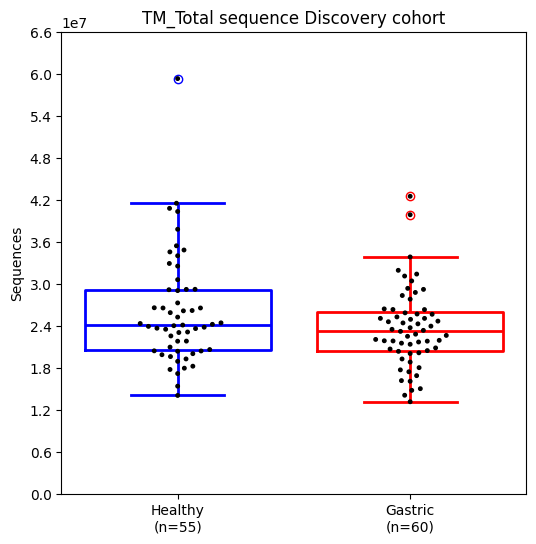 TM_Total sequence Discovery cohort
1e7
6.6
6.0
5.4
4.8
4.2
3.6
3.0
2.4
1.8
1.2
0.6
0.0
Sequences
Healthy
(n=55)
Gastric
(n=60)